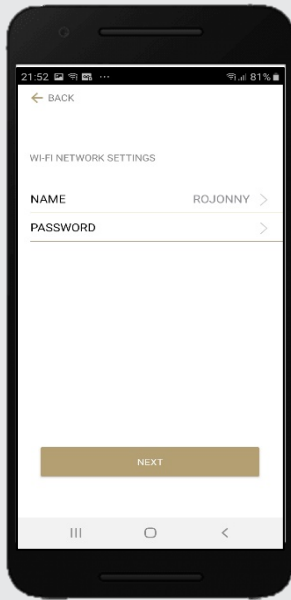 21:52 ... 81%
← BACK
WI-FI NETWORK SETTINGS
NAME ROJONNY >
PASSWORD >
NEXT